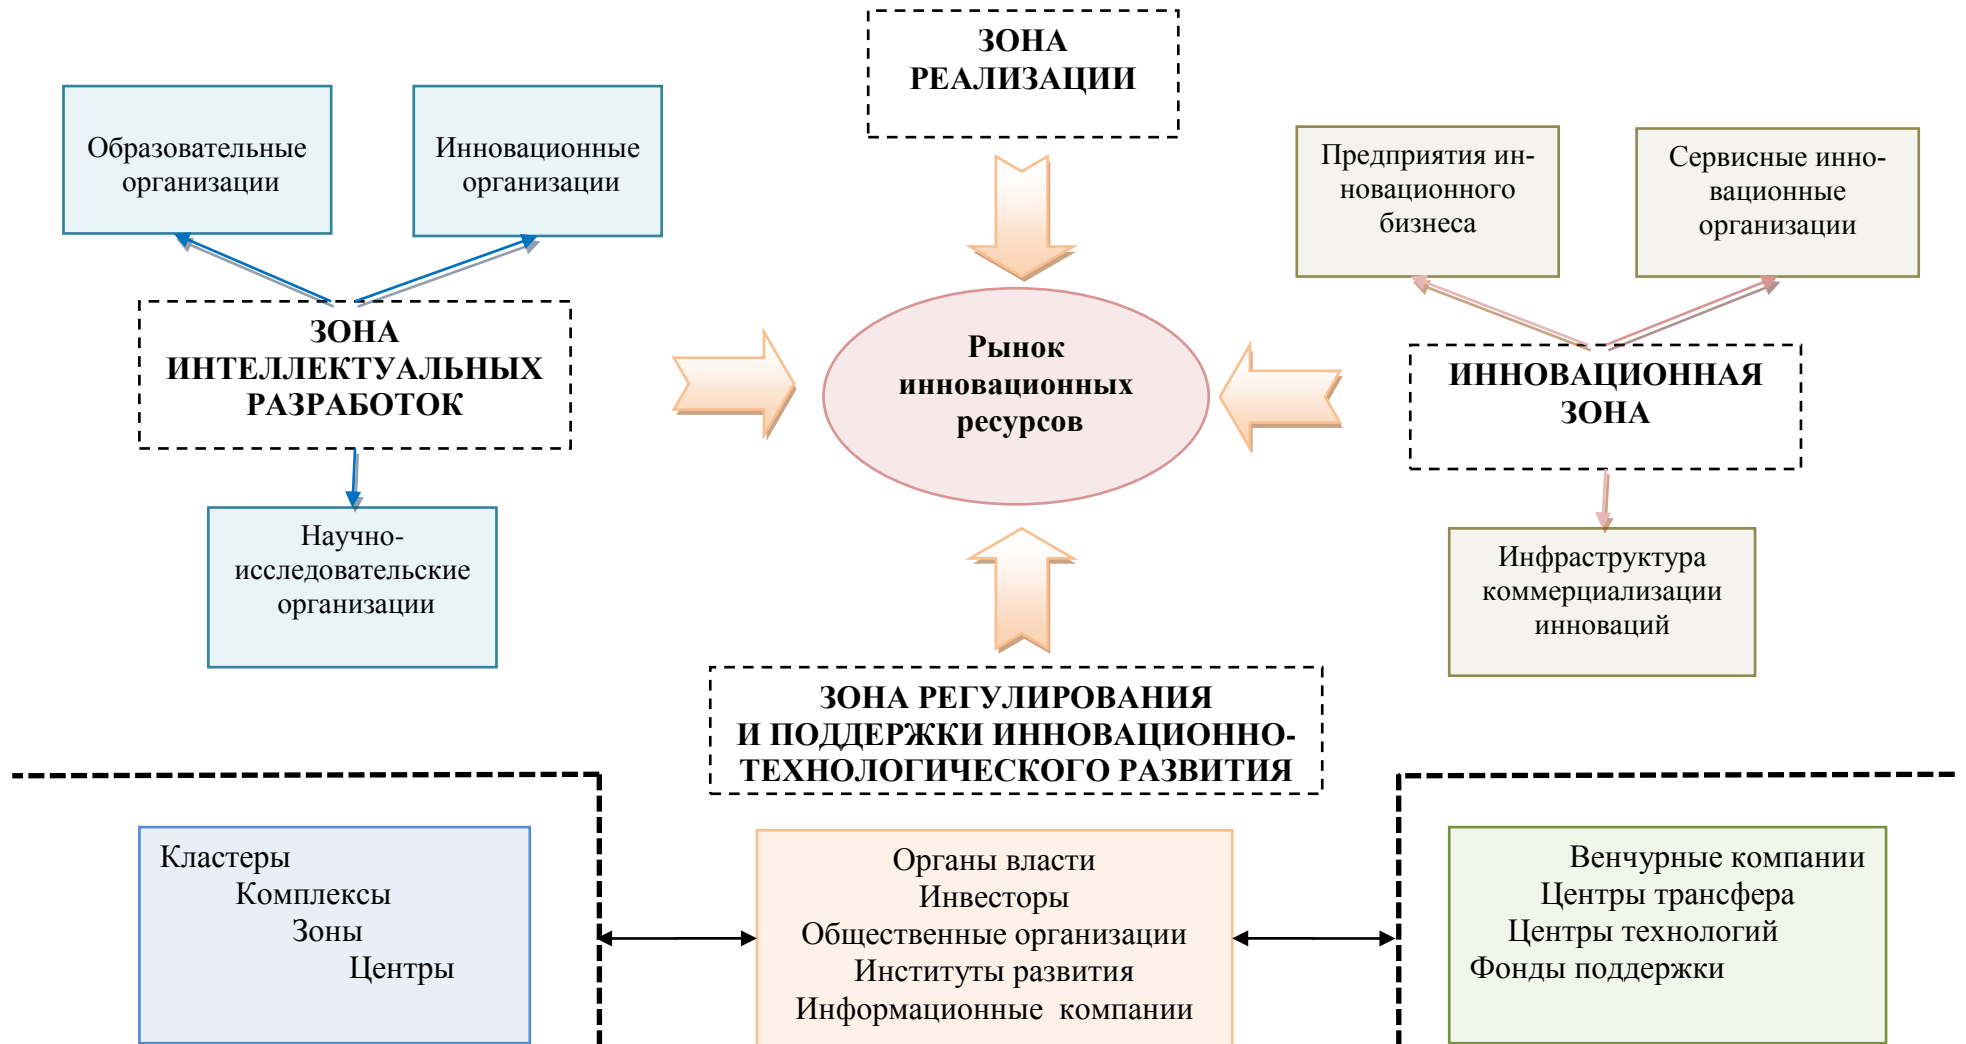 ЗОНА
РЕАЛИЗАЦИИ
Образовательные
организации
Инновационные
организации
Предприятия ин-
новационного
бизнеса
Сервисные инно-
вационные
организации
ЗОНА
ИНТЕЛЛЕКТУАЛЬНЫХ
РАЗРАБОТОК
Рынок
инновационных
ресурсов
ИННОВАЦИОННАЯ
ЗОНА
Научно-
исследовательские
организации
Инфраструктура
коммерциализации
инноваций
ЗОНА РЕГУЛИРОВАНИЯ
И ПОДДЕРЖКИ ИННОВАЦИОННО-
ТЕХНОЛОГИЧЕСКОГО РАЗВИТИЯ
Кластеры
Комплексы
Зоны
Центры
Органы власти
Инвесторы
Общественные организации
Институты развития
Информационные компании
Венчурные компании
Центры трансфера
Центры технологий
Фонды поддержки